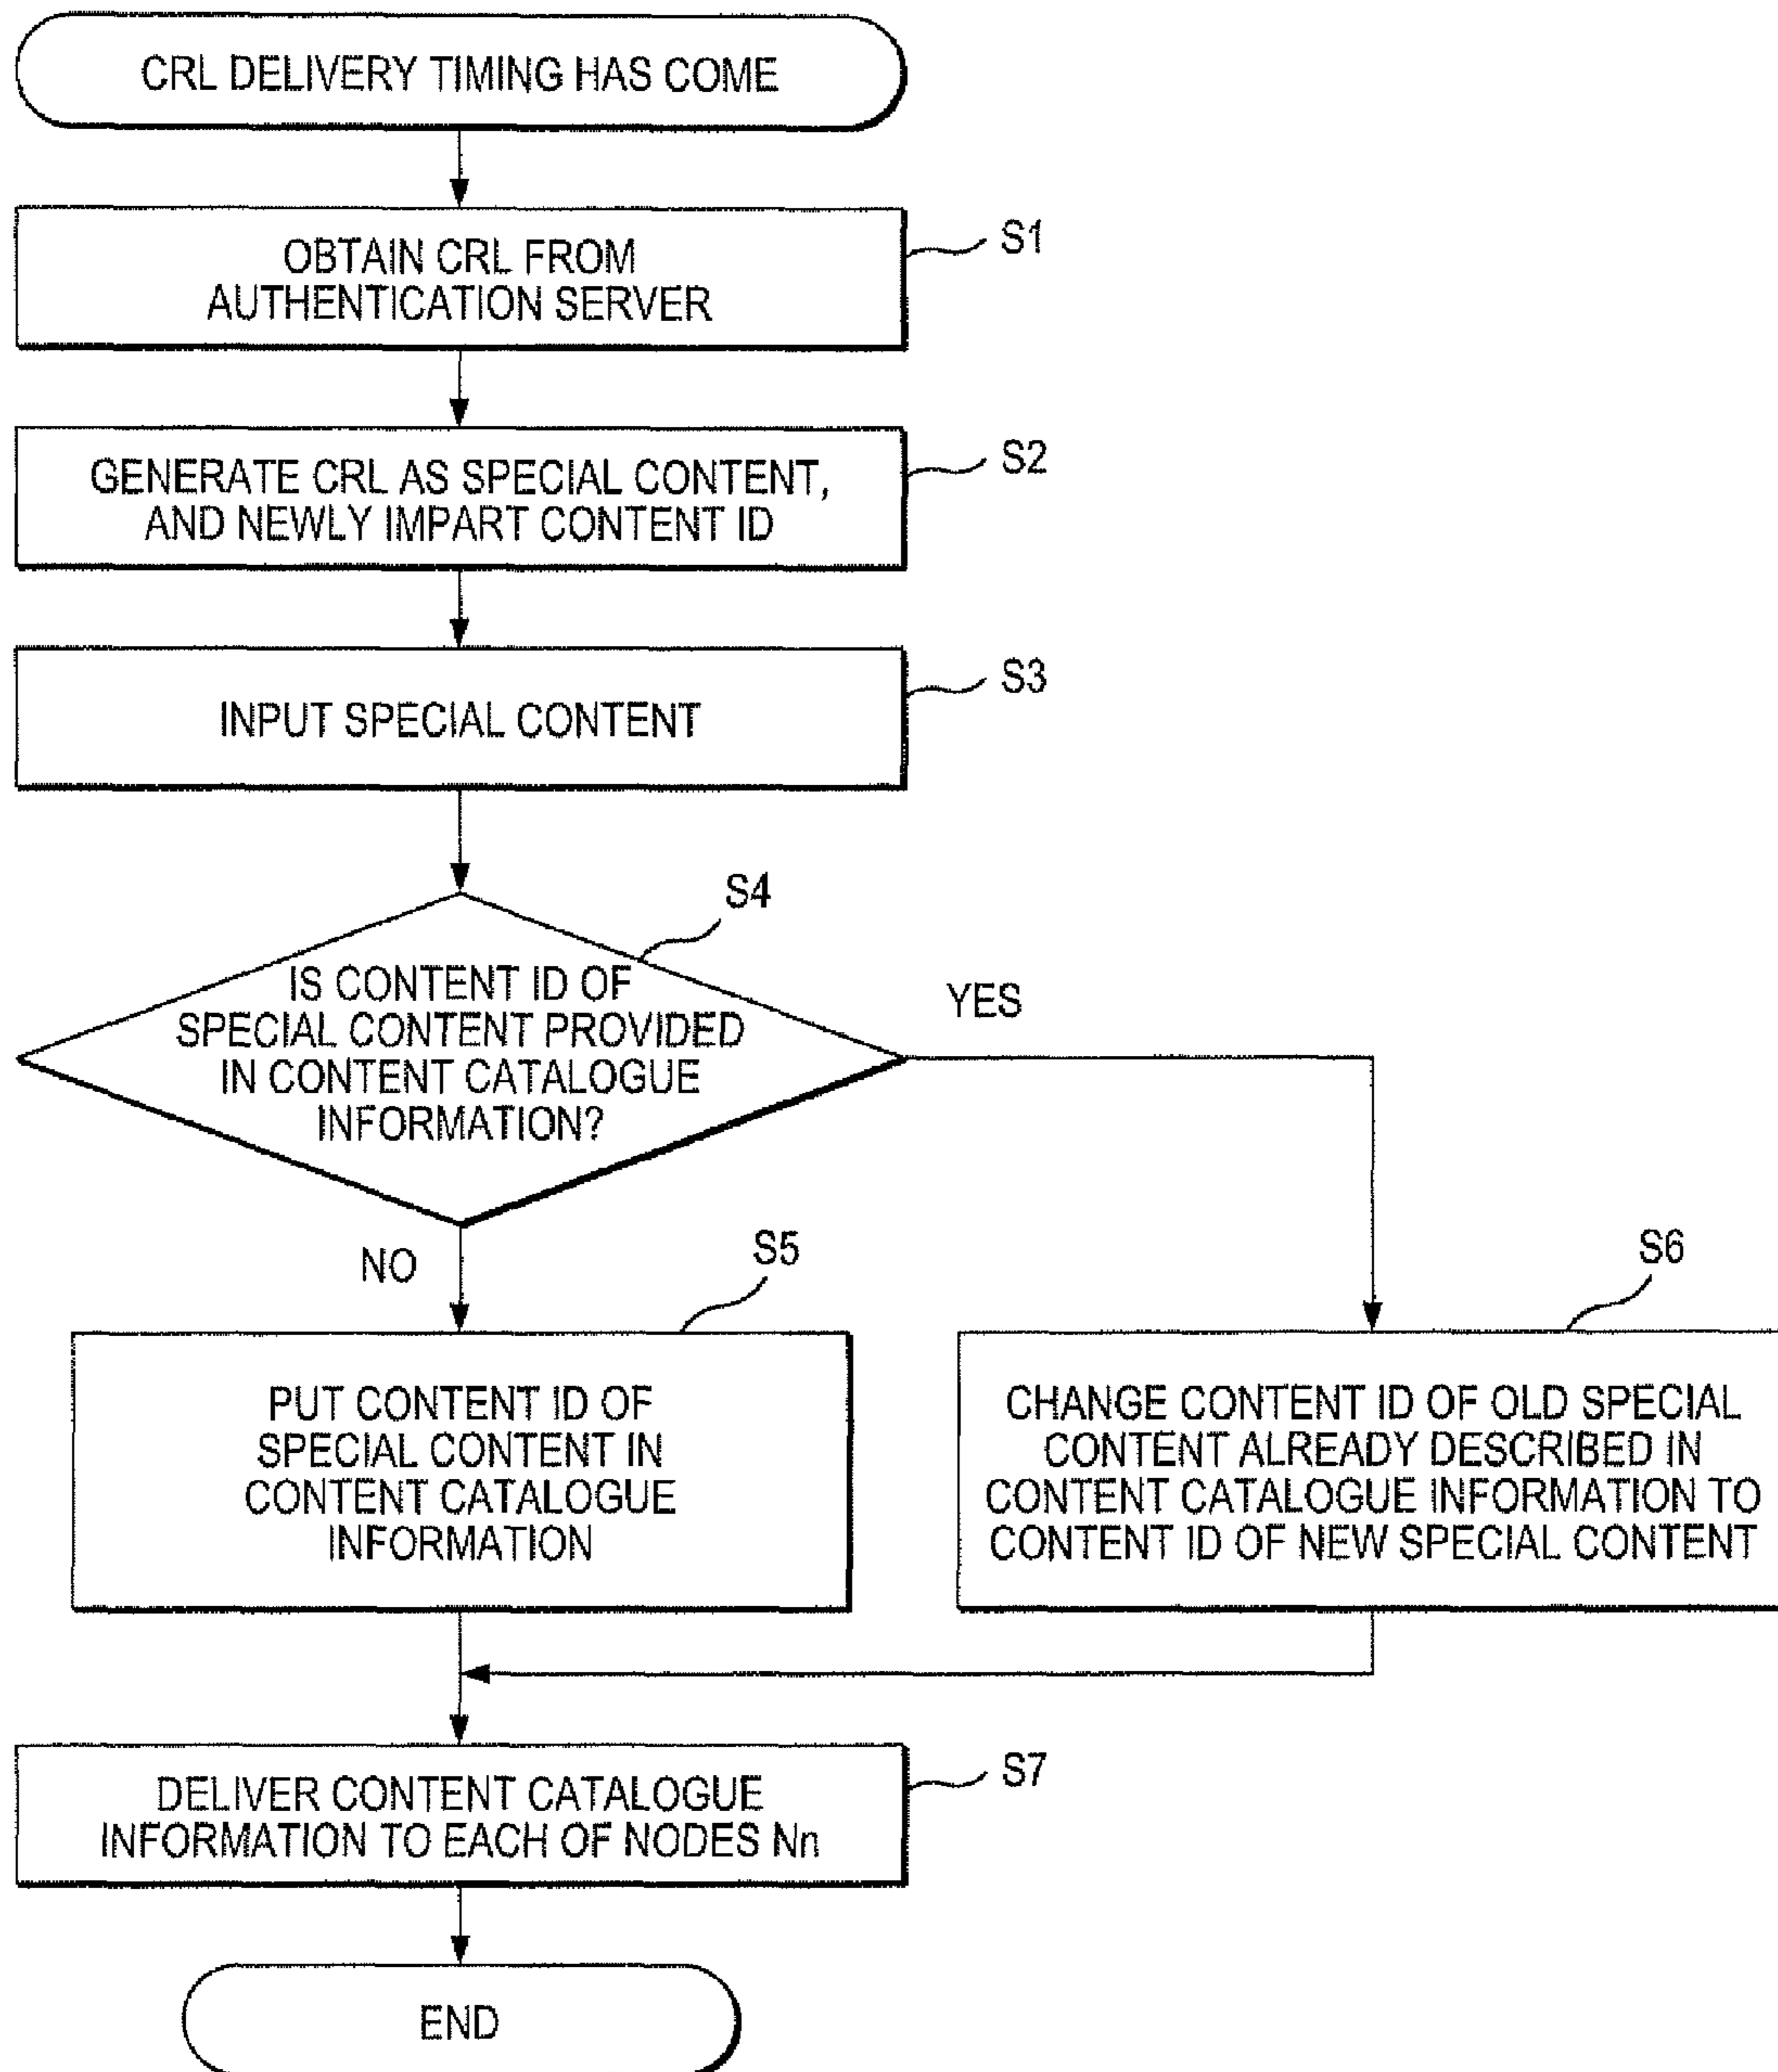 CRL DELIVERY TIMING HAS COME
S1
OBTAIN CRL FROM
AUTHENTICATION SERVER
S2
GENERATE CRL AS SPECIAL CONTENT,
AND NEWLY IMPART CONTENT ID
S3
INPUT SPECIAL CONTENT
S4
IS CONTENT ID OF
SPECIAL CONTENT PROVIDED
IN CONTENT CATALOGUE
INFORMATION?
YES
NO
S5
PUT CONTENT ID OF
SPECIAL CONTENT IN
CONTENT CATALOGUE
INFORMATION
S6
CHANGE CONTENT ID OF OLD SPECIAL
CONTENT ALREADY DESCRIBED IN
CONTENT CATALOGUE INFORMATION TO
CONTENT ID OF NEW SPECIAL CONTENT
S7
DELIVER CONTENT CATALOGUE
INFORMATION TO EACH OF NODES Nn
END